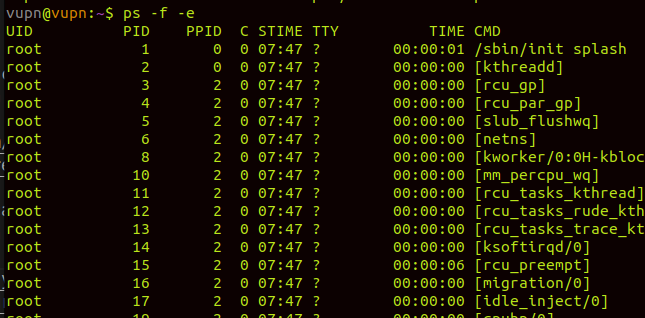 vupn@vupn:~$ ps -f -e
UID          PID    PPID  C STIME TTY          TIME CMD
root           1       0  0 07:47 ?        00:00:01 /sbin/init splash
root           2       0  0 07:47 ?        00:00:00 [kthreadd]
root           3       2  0 07:47 ?        00:00:00 [rcu_gp]
root           4       2  0 07:47 ?        00:00:00 [rcu_par_gp]
root           5       2  0 07:47 ?        00:00:00 [slub_flushwq]
root           6       2  0 07:47 ?        00:00:00 [netns]
root           8       2  0 07:47 ?        00:00:00 [kworker/0:0H-kbloc
root          10       2  0 07:47 ?        00:00:00 [mm_percpu_wq]
root          11       2  0 07:47 ?        00:00:00 [rcu_tasks_kthread]
root          12       2  0 07:47 ?        00:00:00 [rcu_tasks_rude_kth
root          13       2  0 07:47 ?        00:00:00 [rcu_tasks_trace_kt
root          14       2  0 07:47 ?        00:00:00 [ksoftirqd/0]
root          15       2  0 07:47 ?        00:00:06 [rcu_preempt]
root          16       2  0 07:47 ?        00:00:00 [migration/0]
root          17       2  0 07:47 ?        00:00:00 [idle_inject/0]